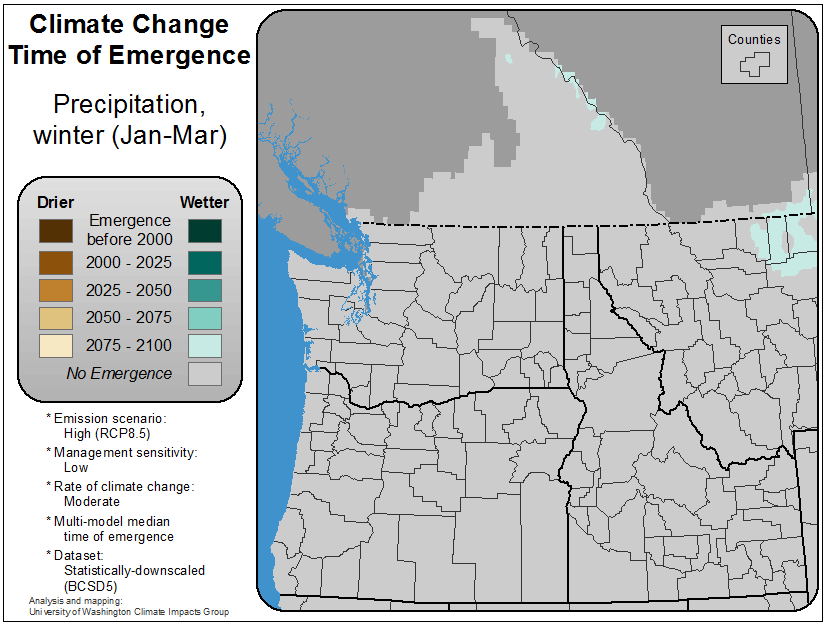 Climate Change
Time of Emergence
Precipitation,
winter (Jan-Mar)
Drier
Wetter
Emergence
before 2000
2000 - 2025
2025 - 2050
2050 - 2075
2075 - 2100
No Emergence
* Emission scenario:
High (RCP8.5)
* Management sensitivity:
Low
* Rate of climate change:
Moderate
* Multi-model median
time of emergence
* Dataset:
Statistically-downscaled
(BCSD5)
Analysis and mapping:
University of Washington Climate Impacts Group
Counties